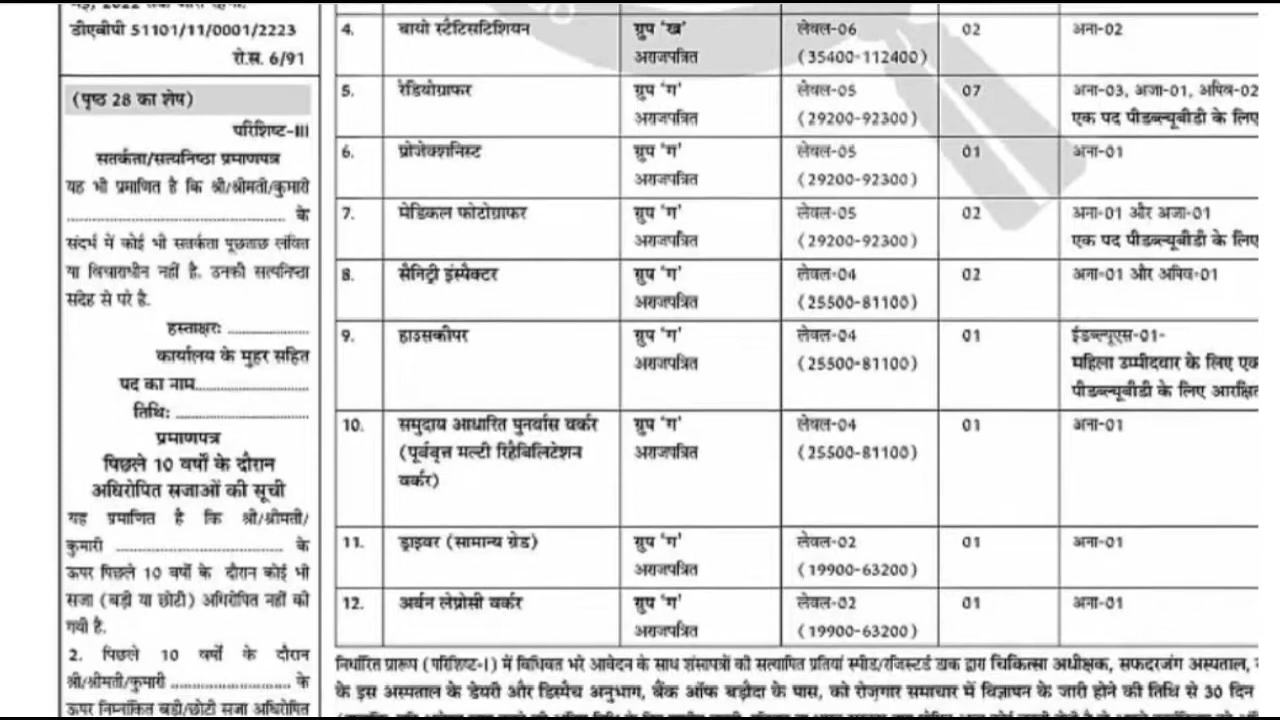 डीएवीपी 51101/11/0001/2223
रो.स. 6/91
(पृष्ठ 28 का शेष)
परिशिष्ट-III
सतर्कता/सत्यनिष्ठा प्रमाणपत्र
यह भी प्रमाणित है कि श्री/श्रीमती/कुमारी
................................................ के
संदर्भ में कोई भी सतर्कता पूछताछ लंबित
या विचाराधीन नहीं है. उनकी सत्यनिष्ठा
संदेह से परे है.
हस्ताक्षरः ..................
कार्यालय के मुहर सहित
पद का नाम.........................
तिथिः .............................
प्रमाणपत्र
पिछले 10 वर्षों के दौरान
अधिरोपित सजाओं की सूची
यह प्रमाणित है कि श्री/श्रीमती/
कुमारी ..................................... के
ऊपर पिछले 10 वर्षों के दौरान कोई भी
सजा (बड़ी या छोटी) अधिरोपित नहीं की
गयी है.
2. पिछले 10 वर्षों के दौरान
श्री/श्रीमती/कुमारी .......................... के
ऊपर निम्नांकित बड़ी/छोटी सजा अधिरोपित
4. बायो स्टैटिसटिशियन ग्रुप 'ख' लेवल-06 02 अना-02
अराजपत्रित (35400-112400)
5. रेडियोग्राफर ग्रुप 'ग' लेवल-05 07 अना-03, अजा-01, अपिव-02
अराजपत्रित (29200-92300) एक पद पीडब्ल्यूबीडी के लिए
6. प्रोजेक्शनिस्ट ग्रुप 'ग' लेवल-05 01 अना-01
अराजपत्रित (29200-92300)
7. मेडिकल फोटोग्राफर ग्रुप 'ग' लेवल-05 02 अना-01 और अजा-01
अराजपत्रित (29200-92300) एक पद पीडब्ल्यूबीडी के लिए
8. सैनिट्री इंस्पैक्टर ग्रुप 'ग' लेवल-04 02 अना-01 और अपिव-01
अराजपत्रित (25500-81100)
9. हाउसकीपर ग्रुप 'ग' लेवल-04 01 ईडब्ल्यूएस-01-
अराजपत्रित (25500-81100) महिला उम्मीदवार के लिए एक
पीडब्ल्यूबीडी के लिए आरक्षित
10. समुदाय आधारित पुनर्वास वर्कर ग्रुप 'ग' लेवल-04 01 अना-01
(पूर्ववृत्त मल्टी रिहैबिलिटेशन अराजपत्रित (25500-81100)
वर्कर)
11. ड्राइवर (सामान्य ग्रेड) ग्रुप 'ग' लेवल-02 01 अना-01
अराजपत्रित (19900-63200)
12. अर्बन लेप्रोसी वर्कर ग्रुप 'ग' लेवल-02 01 अना-01
अराजपत्रित (19900-63200)
निर्धारित प्रारूप (परिशिष्ट-I) में विधिवत भरे आवेदन के साथ शंसापत्रों की सत्यापित प्रतियां स्पीड/रजिस्टर्ड डाक द्वारा चिकित्सा अधीक्षक, सफदरजंग अस्पताल,
के इस अस्पताल के डेयरी और डिस्पैच अनुभाग, बैंक ऑफ बड़ौदा के पास, को रोज़गार समाचार में विज्ञापन के जारी होने की तिथि से 30 दिन